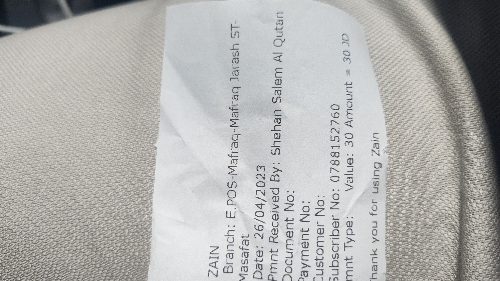 ZAIN
Branch: E.POS-Mafraq-Mafraq Jarash ST-
Masafat
Date: 26/04/2023
Pmnt Received By: Shehan Salem Al Qutan
Document No:
Payment No:
Customer No:
Subscriber No: 0788152760
mnt Type: Value: 30 Amount = 30 JD
hank you for using Zain